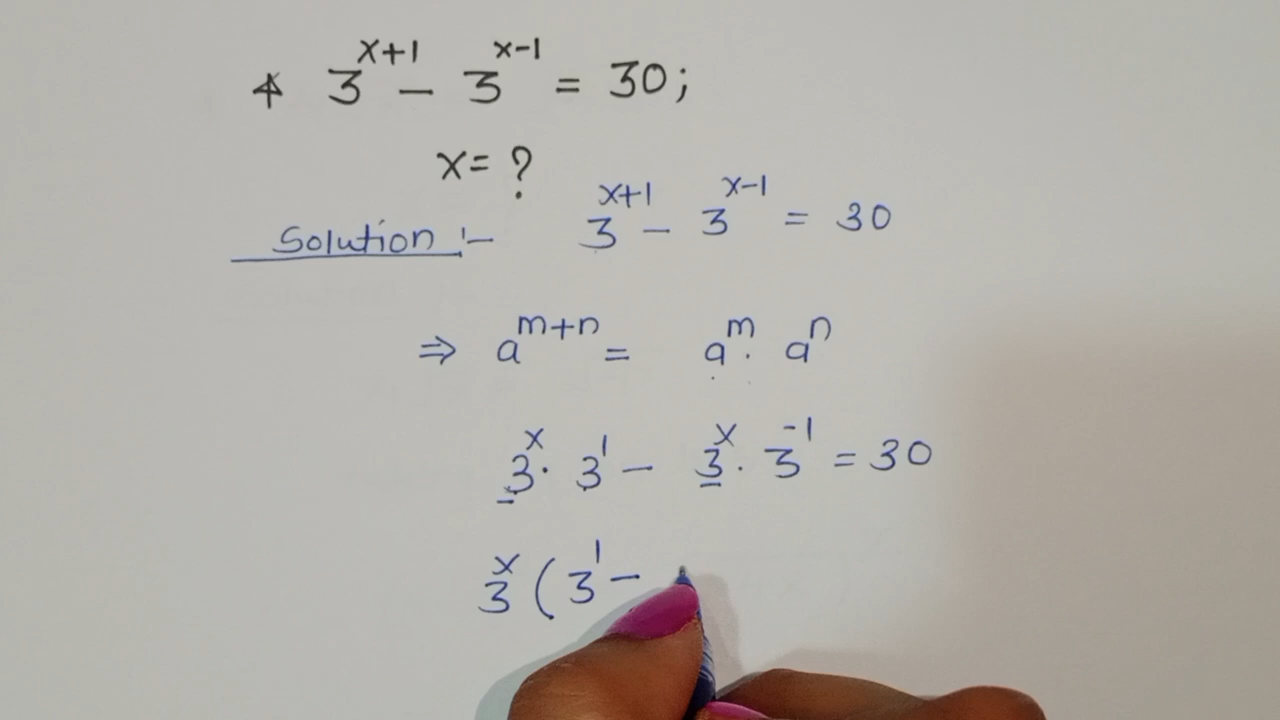 ∗ 3^{x+1} − 3^{x−1} = 30;
x = ?
Solution :− 3^{x+1} − 3^{x−1} = 30
⇒ a^{m+n} = a^m · a^n
3^x · 3^1 − 3^x · 3^{−1} = 30
3^x (3^1 −